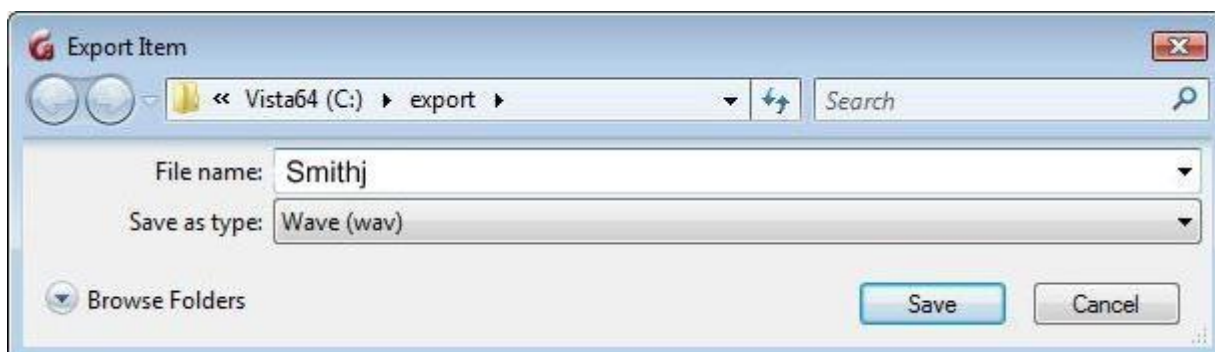 Export Item
« Vista64 (C:) export Search
File name: Smithj
Save as type: Wave (wav)
Browse Folders Save Cancel